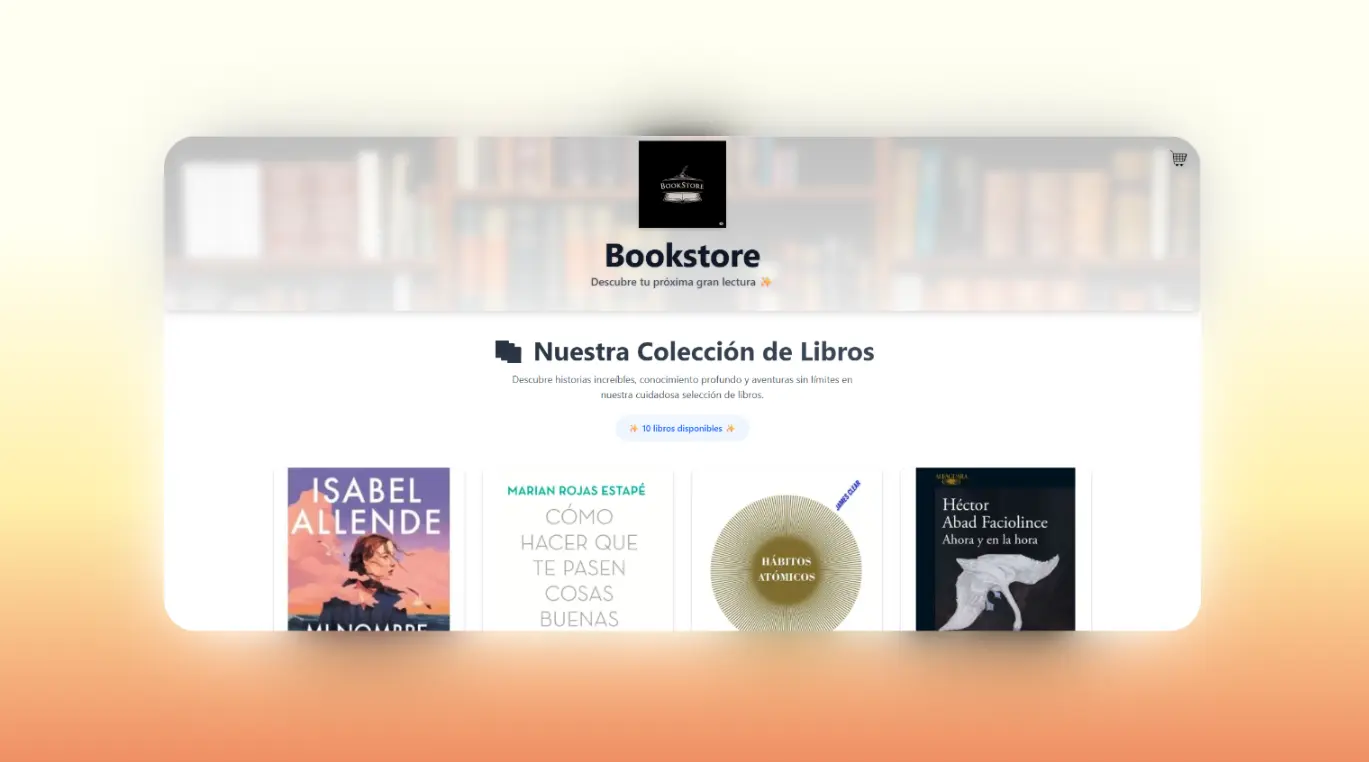 BOOKSTORE
Bookstore
Descubre tu próxima gran lectura ✨
Nuestra Colección de Libros
Descubre historias increíbles, conocimiento profundo y aventuras sin límites en
nuestra cuidadosa selección de libros.
✨ 10 libros disponibles ✨
ISABEL
ALLENDE
MI NOMBRE
MARIAN ROJAS ESTAPÉ
CÓMO
HACER QUE
TE PASEN
COSAS
BUENAS
JAMES CLEAR
HÁBITOS
ATÓMICOS
ALFAGUARA
Héctor
Abad Faciolince
Ahora y en la hora